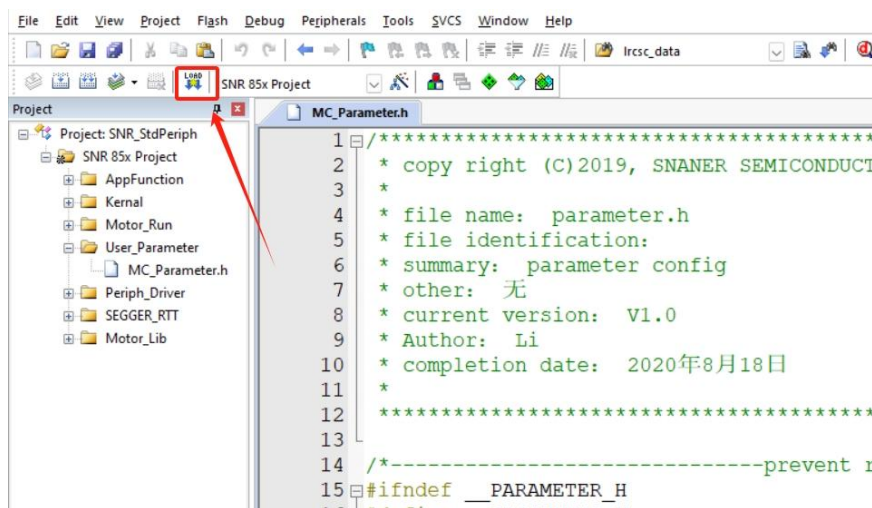 File Edit View Project Flash Debug Peripherals Tools SVCS Window Help
Ircsc_data
LOAD
SNR 85x Project
Project
MC_Parameter.h
Project: SNR_StdPeriph
SNR 85x Project
AppFunction
Kernal
Motor_Run
User_Parameter
MC_Parameter.h
Periph_Driver
SEGGER_RTT
Motor_Lib
1 /****************************************
2 * copy right (C)2019, SNANER SEMICONDUCT
3 *
4 * file name: parameter.h
5 * file identification:
6 * summary: parameter config
7 * other: 无
8 * current version: V1.0
9 * Author: Li
10 * completion date: 2020年8月18日
11 *
12 ****************************************
13
14 /*------------------------------prevent r
15 #ifndef __PARAMETER_H